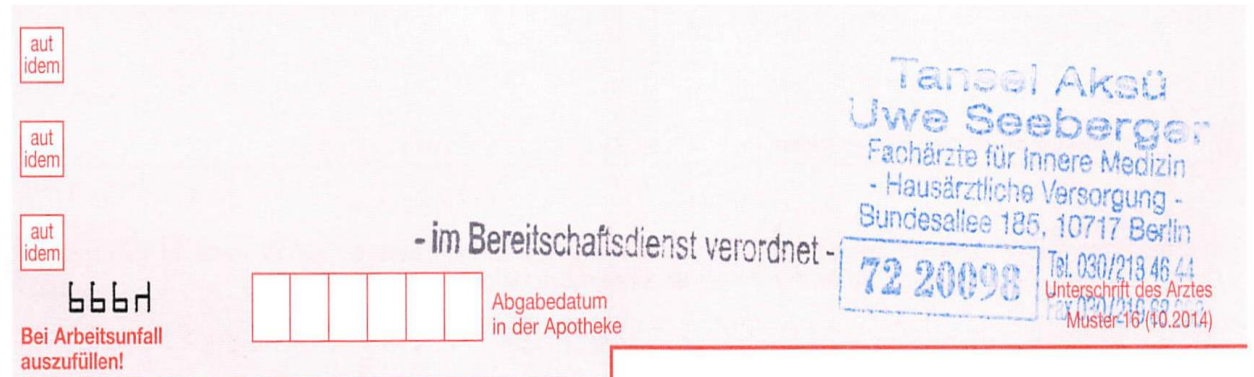 aut
idem
aut
idem
aut
idem
Tansel Aksü
Uwe Seeberger
Fachärzte für Innere Medizin
- Hausärztliche Versorgung -
Bundesallee 185, 10717 Berlin
- im Bereitschaftsdienst verordnet -
72 20098
Tel. 030/213 46 44
Unterschrift des Arztes
Muster 16 (10.2014)
Abgabedatum
in der Apotheke
Bei Arbeitsunfall
auszufüllen!